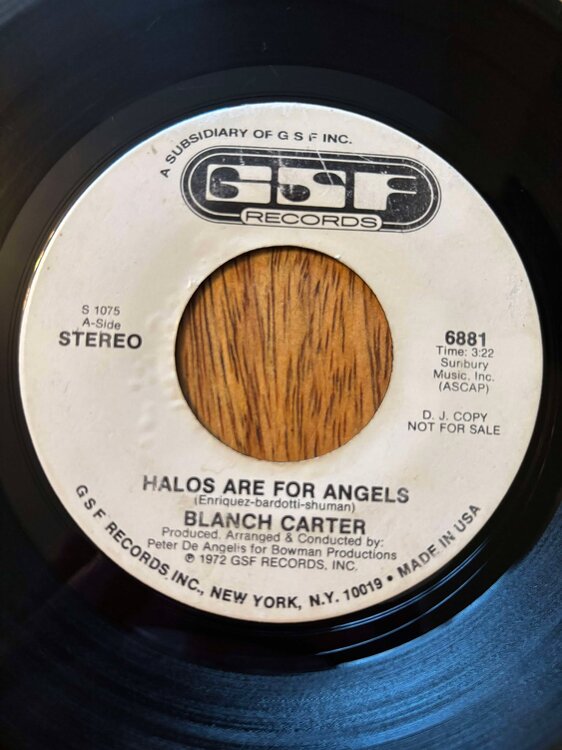 A SUBSIDIARY OF G S F INC.
GSF
RECORDS
S 1075
A-Side
STEREO
6881
Time: 3:22
Sunbury
Music, Inc.
(ASCAP)
D. J. COPY
NOT FOR SALE
HALOS ARE FOR ANGELS
(Enriquez-bardotti-shuman)
BLANCH CARTER
Produced, Arranged & Conducted by:
Peter De Angelis for Bowman Productions
℗ 1972 GSF RECORDS, INC.
G S F RECORDS, INC., NEW YORK, N.Y. 10019 • MADE IN USA